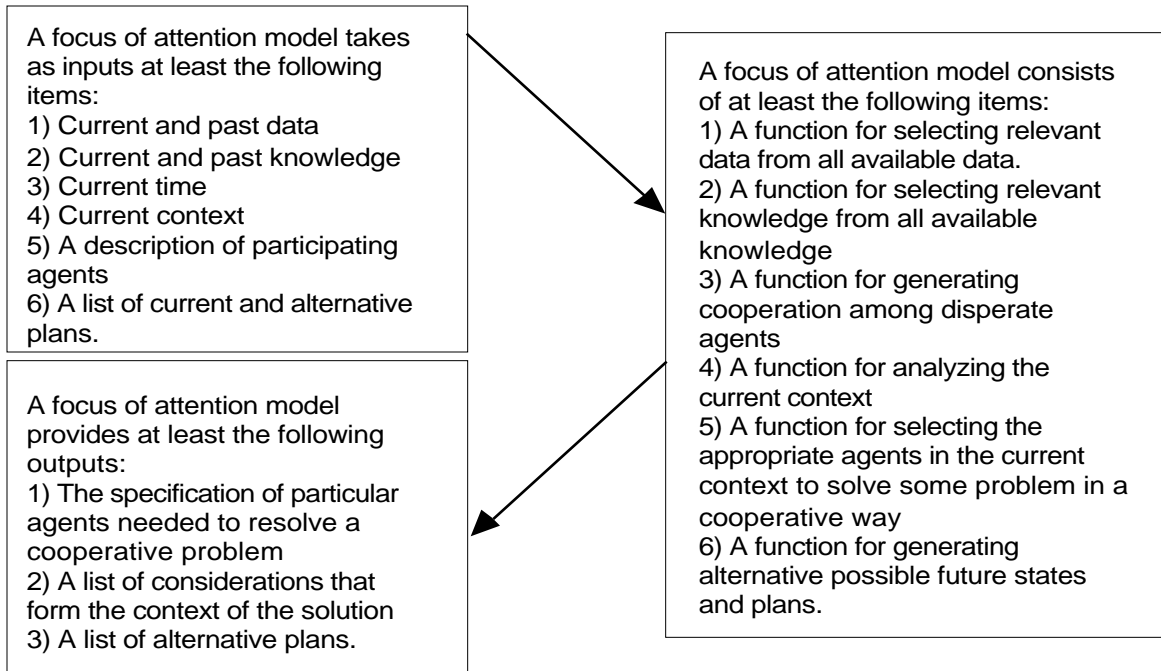 A focus of attention model takes
as inputs at least the following
items:
1) Current and past data
2) Current and past knowledge
3) Current time
4) Current context
5) A description of participating
agents
6) A list of current and alternative
plans.
A focus of attention model
provides at least the following
outputs:
1) The specification of particular
agents needed to resolve a
cooperative problem
2) A list of considerations that
form the context of the solution
3) A list of alternative plans.
A focus of attention model consists
of at least the following items:
1) A function for selecting relevant
data from all available data.
2) A function for selecting relevant
knowledge from all available
knowledge
3) A function for generating
cooperation among disperate
agents
4) A function for analyzing the
current context
5) A function for selecting the
appropriate agents in the current
context to solve some problem in a
cooperative way
6) A function for generating
alternative possible future states
and plans.